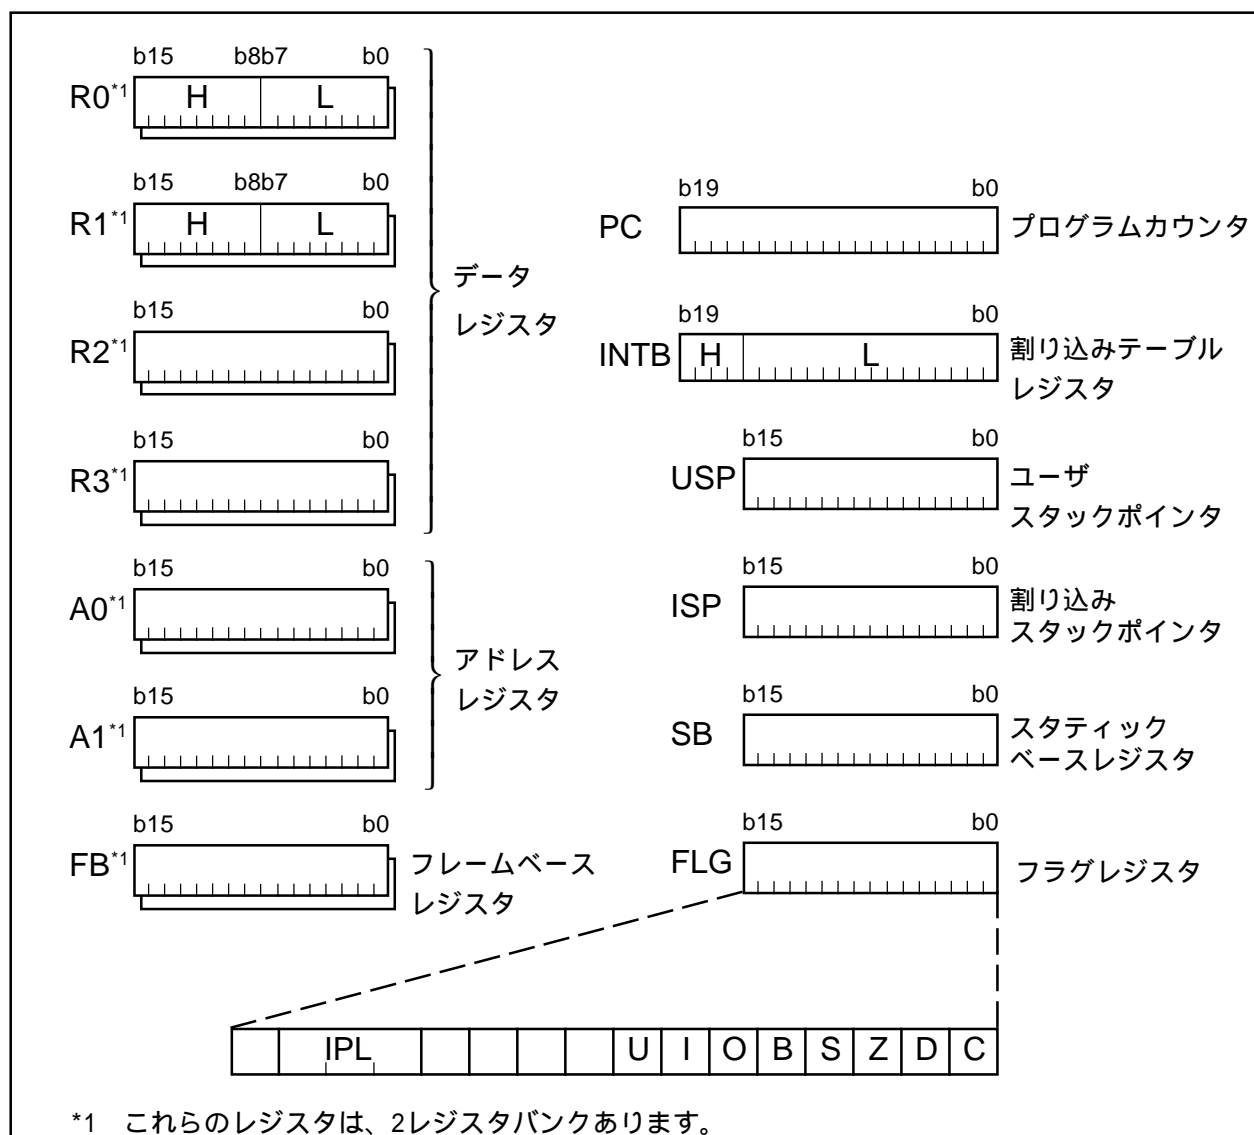 b15 b8b7 b0
R0*1 H L
b15 b8b7 b0
R1*1 H L
b15 b0
R2*1
b15 b0
R3*1
データ
レジスタ
b15 b0
A0*1
b15 b0
A1*1
アドレス
レジスタ
b15 b0
FB*1
フレームベース
レジスタ
b19 b0
PC プログラムカウンタ
b19 b0
INTB H L 割り込みテーブル
レジスタ
b15 b0
USP ユーザ
スタックポインタ
b15 b0
ISP 割り込み
スタックポインタ
b15 b0
SB スタティック
ベースレジスタ
b15 b0
FLG フラグレジスタ
IPL U I O B S Z D C
*1 これらのレジスタは、2レジスタバンクあります。